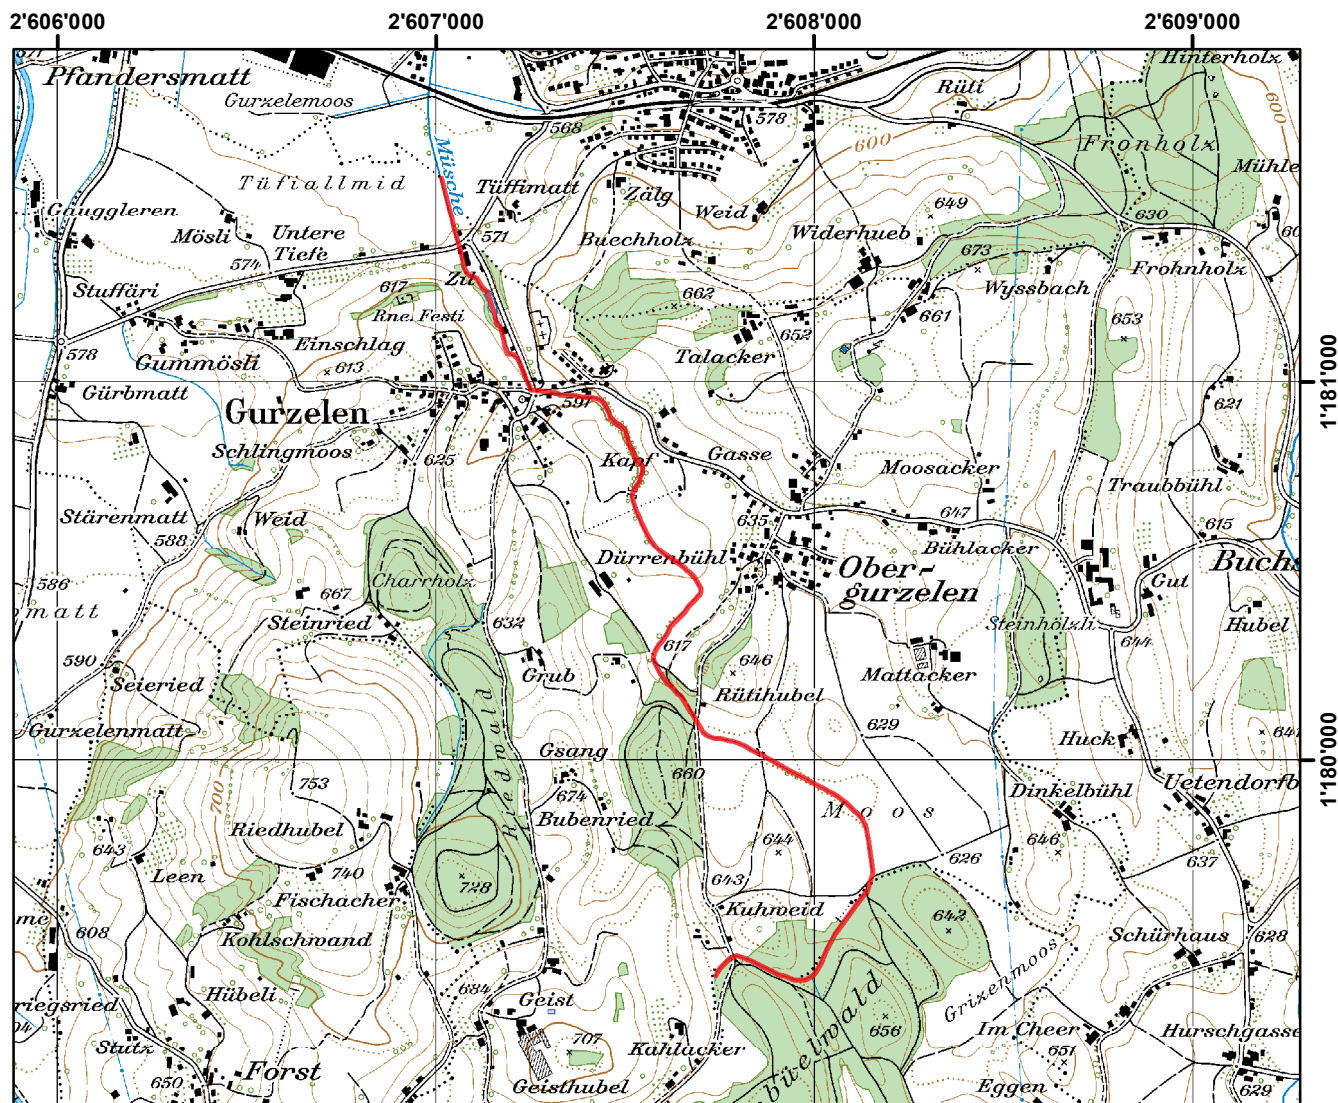 2'606'000
2'607'000
2'608'000
2'609'000
Pfandersmatt
Gurzelemoos
568
578
Rüti
Hinterholz
600
600
Fronholz
Mühle
Müsche
Tüfiallmid
Tüffimatt
Zälg
Weid
649
630
Gauggleren
Mösli
Untere
Tiefe
571
Buechholz
Widerhueb
673
574
Zil
Frohnholz
Stuffäri
617
Rne. Festi
662
Wyssbach
661
653
652
Einschlag
Talacker
578
Gummösli
613
1'181'000
Gürbmatt
Gurzelen
597
621
Schlingmoos
625
Kapf
Gasse
Moosacker
Traubbühl
Stärenmatt
Weid
635
647
615
588
Bühlacker
Dürrenbühl
Ober-
gurzelen
Buchs
586
Charrholz
Gut
omatt
667
Steinried
632
Steinhölzli
644
Hubel
590
617
646
Seieried
Grub
Rütihubel
Mattacker
629
Gurzelenmatt
Huck
641
Gsang
660
1'180'000
753
700
674
Bubenried
Dinkelbühl
Uetendorfb
Moos
Riedhubel
643
644
646
637
Leen
740
728
626
643
Fischacher
Kuhweid
642
608
Kohlschwand
Schürhaus
628
Grizenmoos
riegsried
Hübeli
684
Geist
656
Im Cheer
Hurschgasse
Stutz
707
Kahlacker
651
650
Forst
Geisthubel
büelwald
Eggen
629